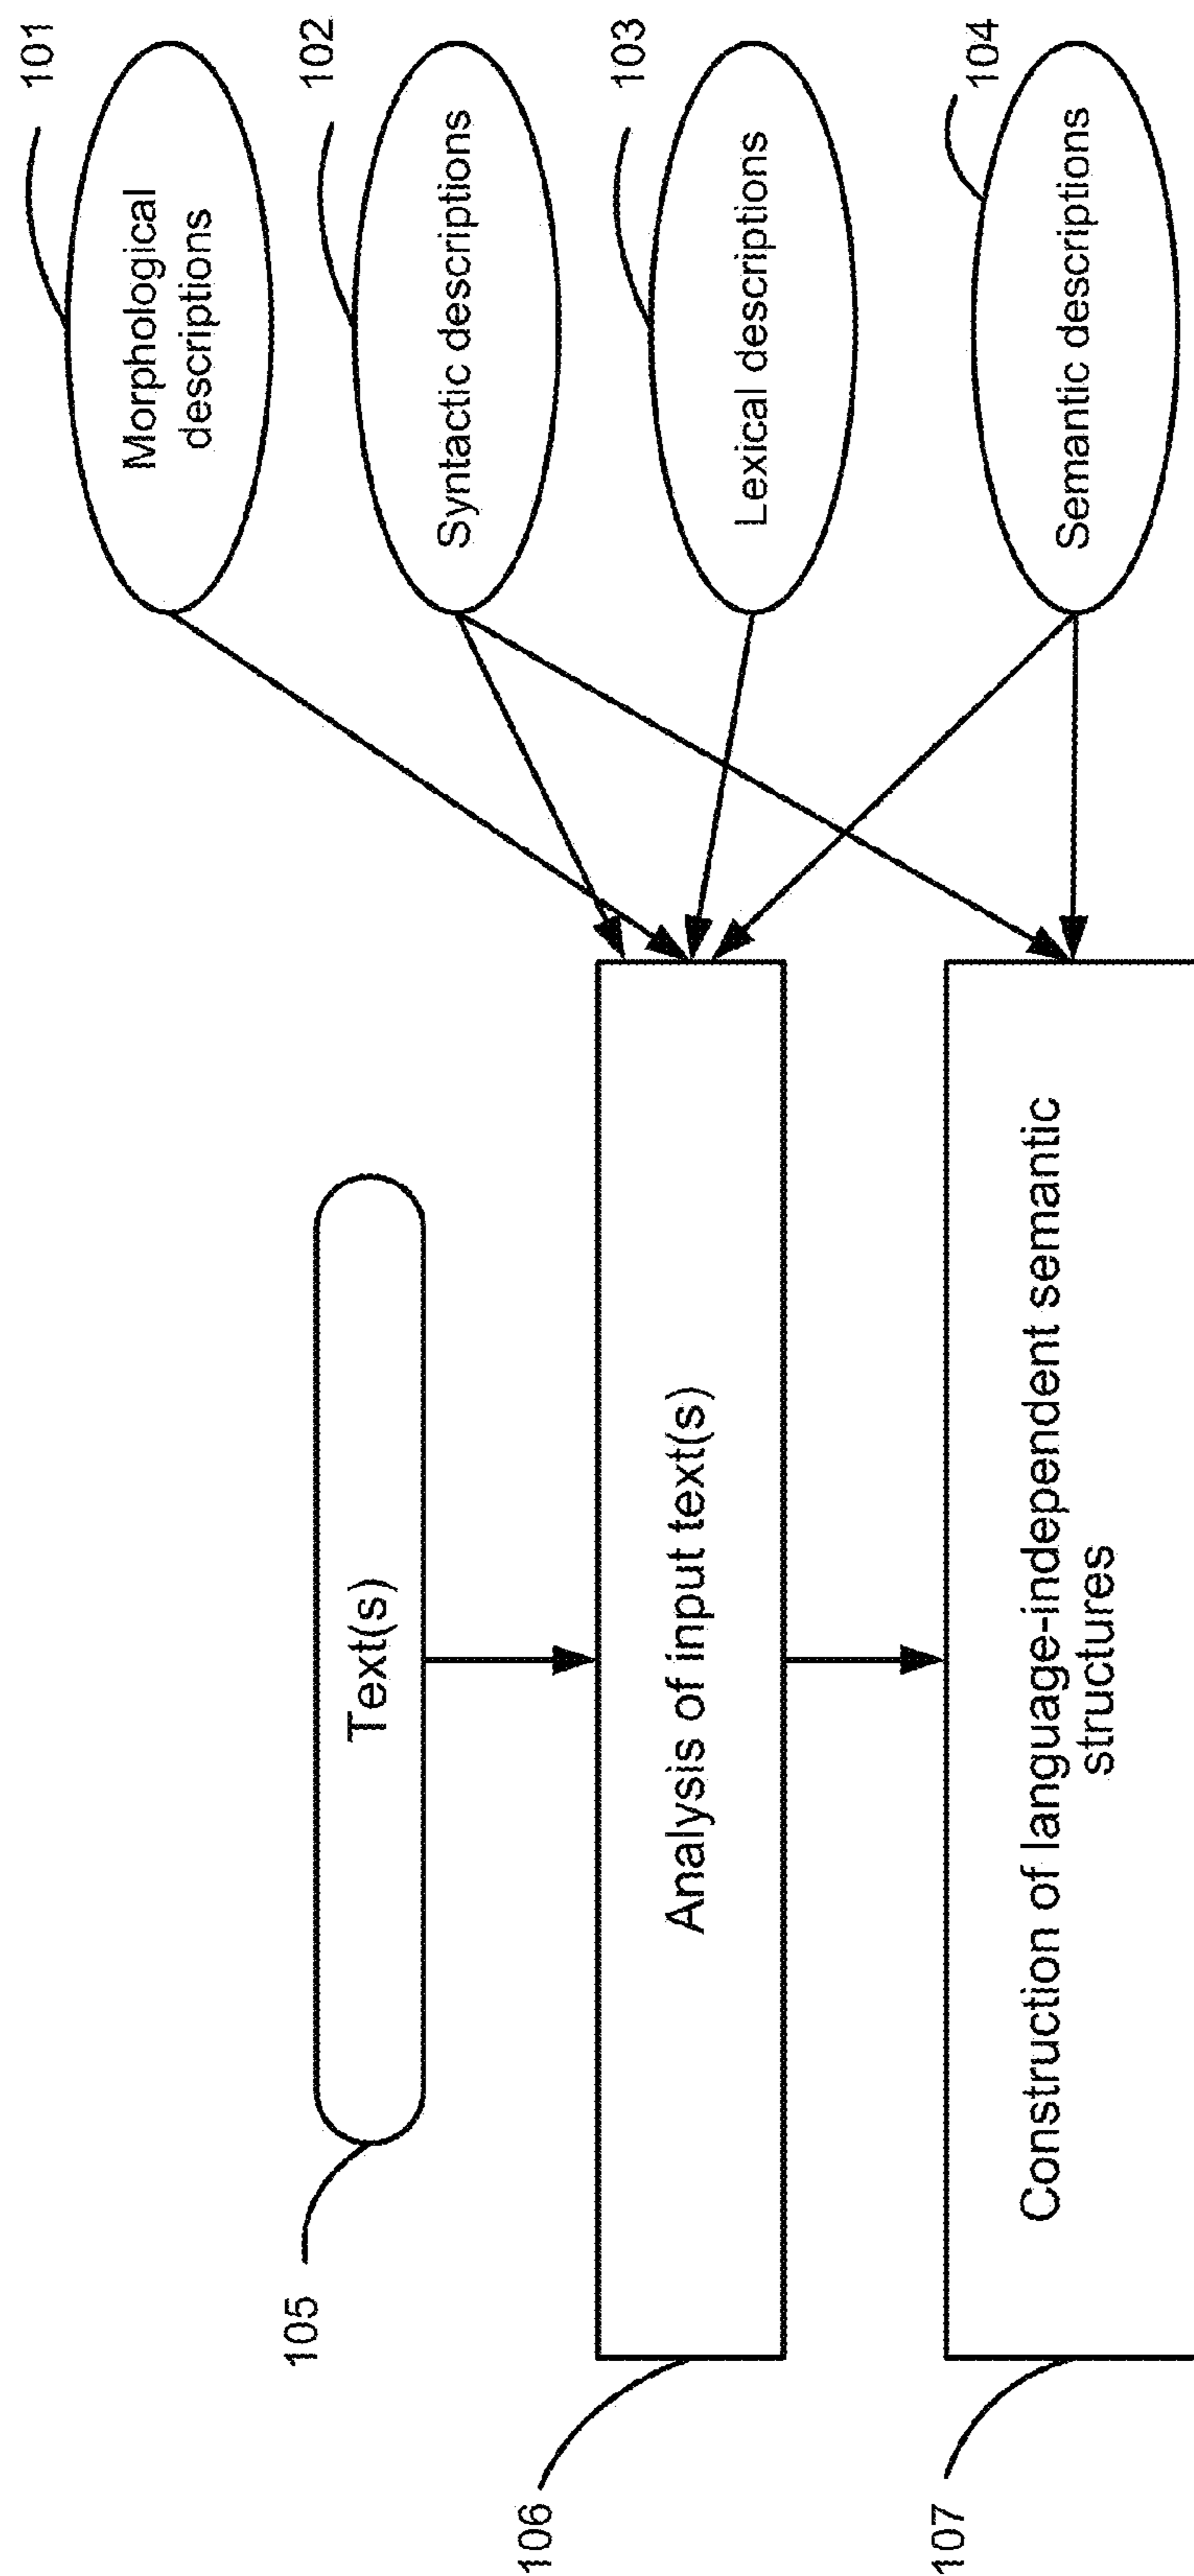 105
Text(s)
106
Analysis of input text(s)
107
Construction of language-independent semantic
structures
101
Morphological
descriptions
102
Syntactic descriptions
103
Lexical descriptions
104
Semantic descriptions